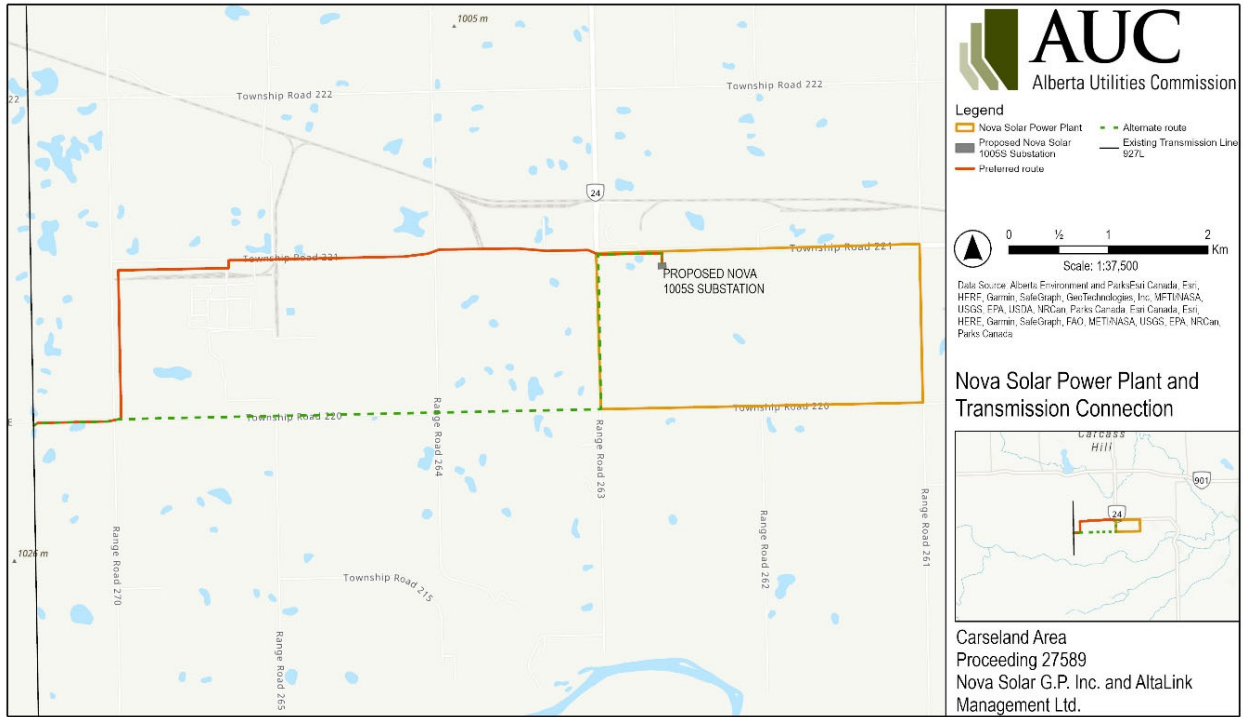 1005 m
22
Township Road 222
Township Road 222
24
Township Road 221
Township Road 221
PROPOSED NOVA
1005S SUBSTATION
Township Road 220
Township Road 220
E
Range Road 264
Range Road 263
Range Road 270
Range Road 262
Range Road 261
1026 m
Township Road 215
Range Road 265
AUC
Alberta Utilities Commission
Legend
Nova Solar Power Plant
Proposed Nova Solar
1005S Substation
Preferred route
Alternate route
Existing Transmission Line
927L
0 ½ 1 2
Km
Scale: 1:37,500
Data Source: Alberta Environment and ParksEsri Canada, Esri,
HERE, Garmin, SafeGraph, GeoTechnologies, Inc, METI/NASA,
USGS, EPA, USDA, NRCan, Parks Canada, Esri Canada, Esri,
HERE, Garmin, SafeGraph, FAO, METI/NASA, USGS, EPA, NRCan,
Parks Canada
Nova Solar Power Plant and
Transmission Connection
Carcass
Hill
901
24
Carseland Area
Proceeding 27589
Nova Solar G.P. Inc. and AltaLink
Management Ltd.